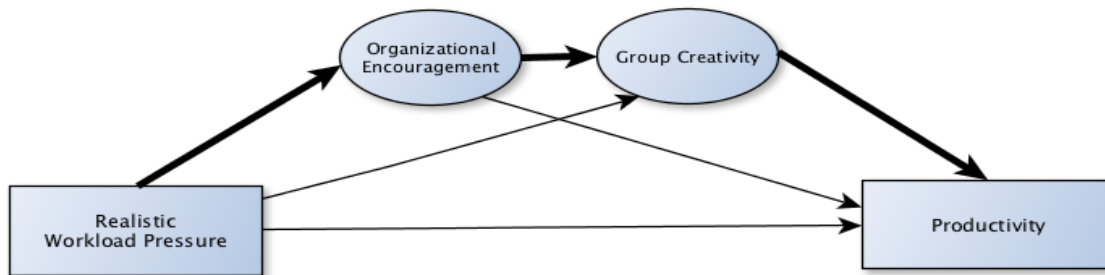 Organizational
Encouragement
Group Creativity
Realistic
Workload Pressure
Productivity